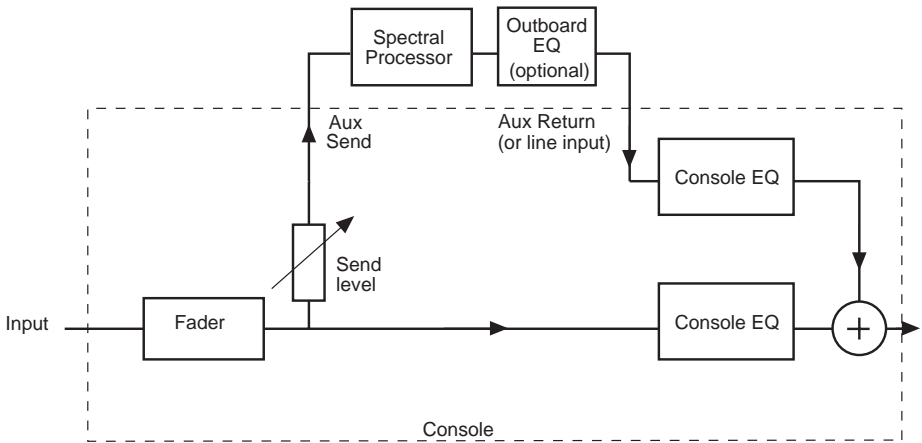 Spectral
Processor
Outboard
EQ
(optional)
Aux
Send
Aux Return
(or line input)
Console EQ
Send
level
Input
Fader
Console EQ
+
Console